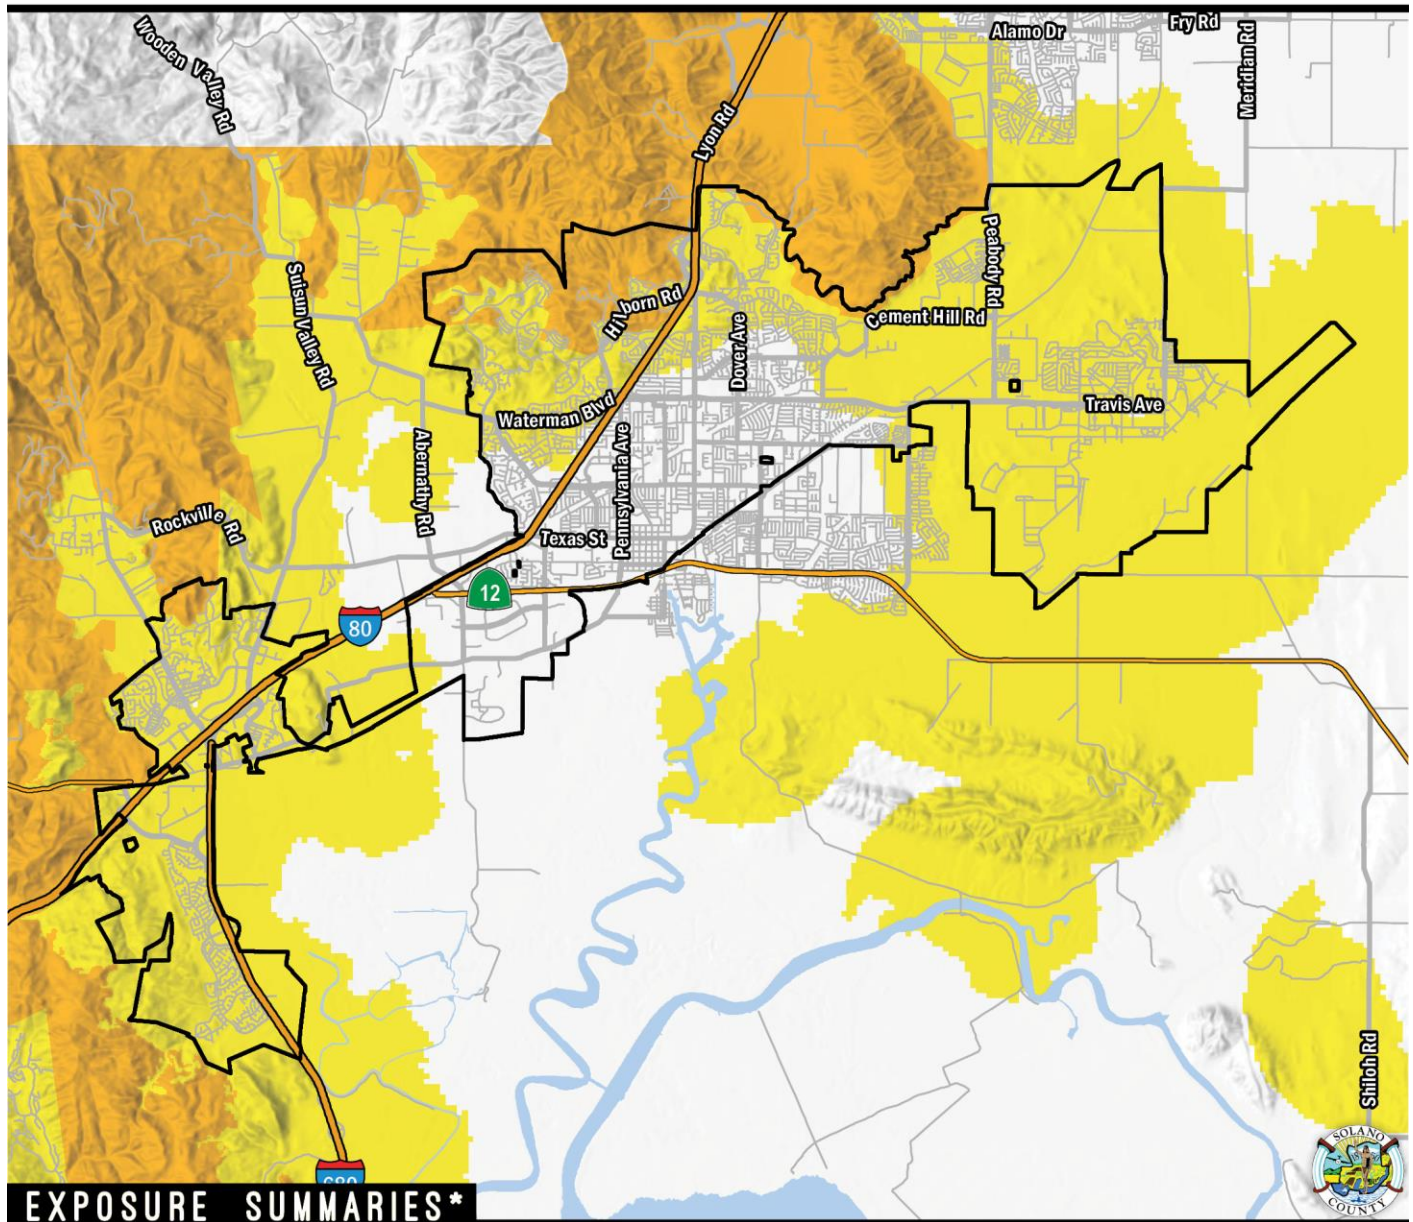 Wooden Valley Rd
Alamo Dr
Fry Rd
Meridian Rd
Lyon Rd
Suisun Valley Rd
Hilborn Rd
Peabody Rd
Cement Hill Rd
Dover Ave
Waterman Blvd
Travis Ave
Abernathy Rd
Pennsylvania Ave
Rockville Rd
Texas St
12
80
Shiloh Rd
680
SOLANO
COUNTY
EXPOSURE SUMMARIES*